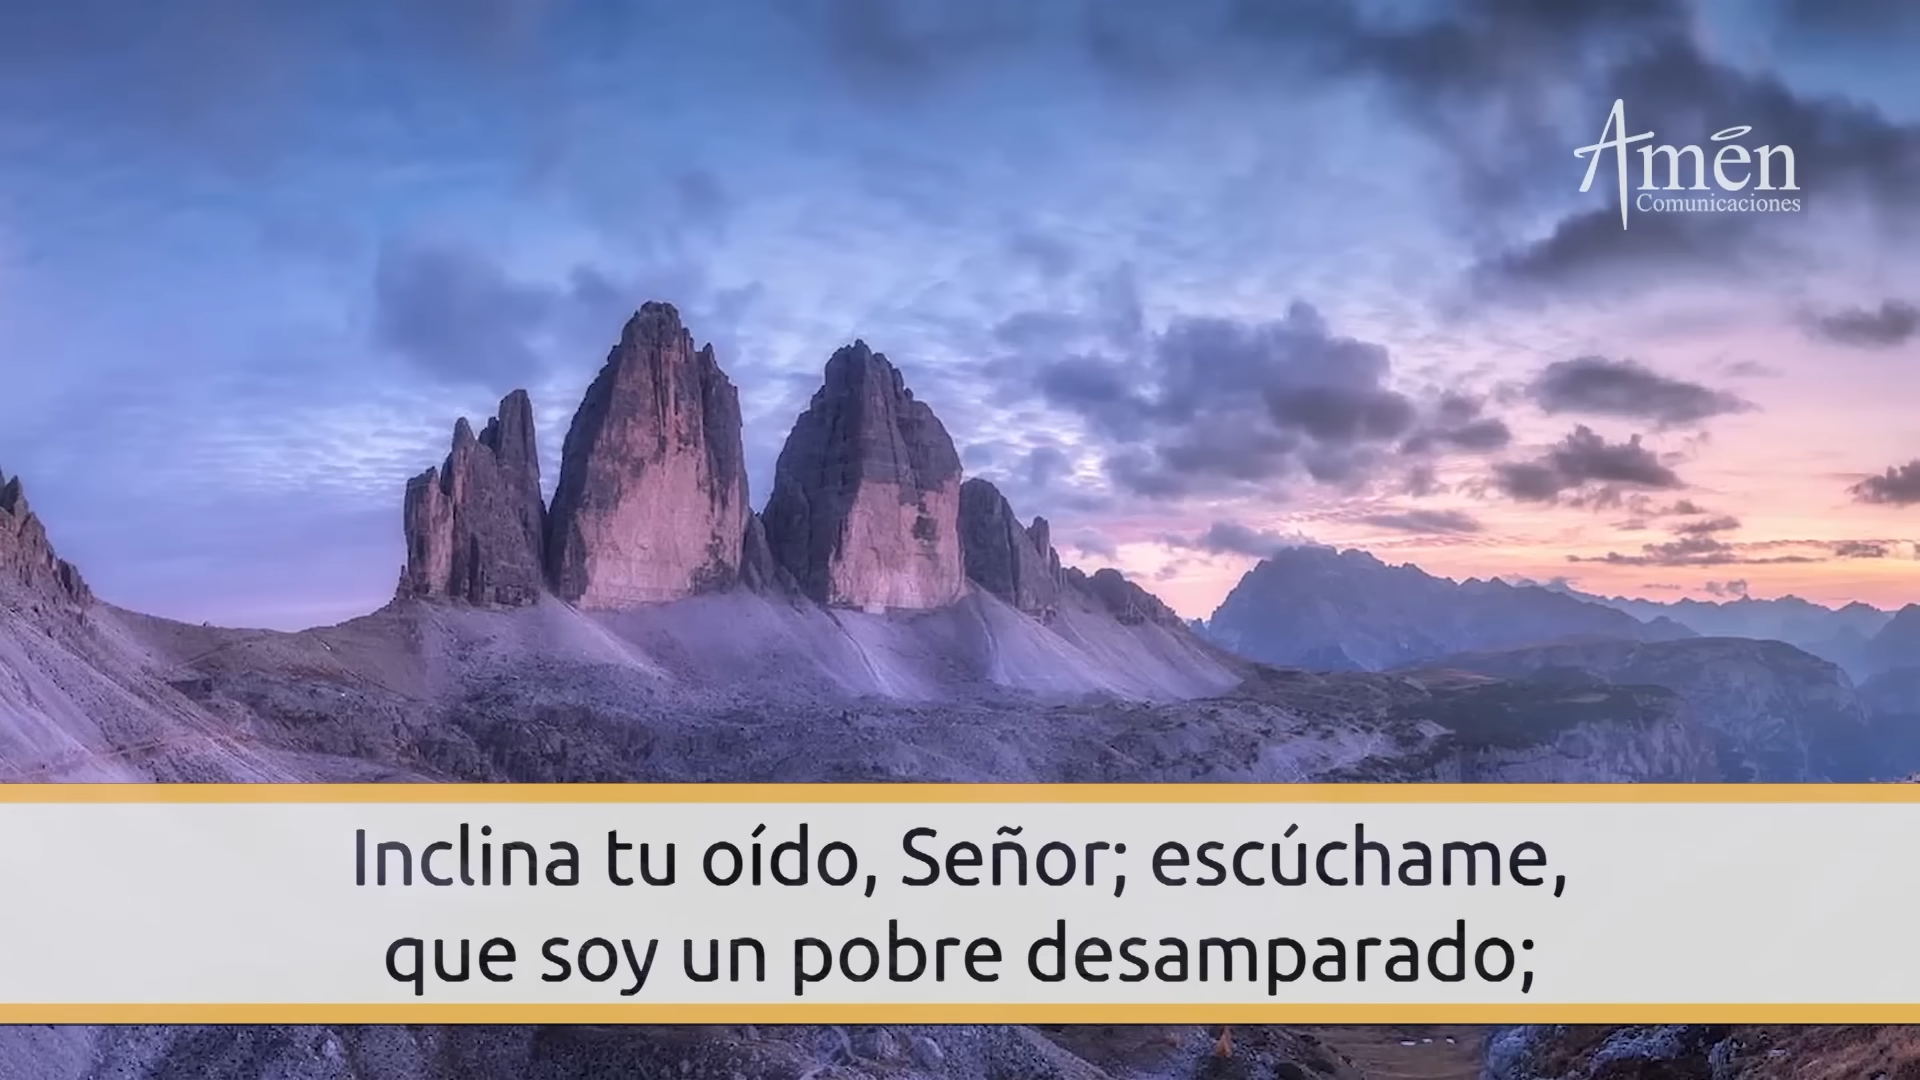 Amén
Comunicaciones
Inclina tu oído, Señor; escúchame,
que soy un pobre desamparado;